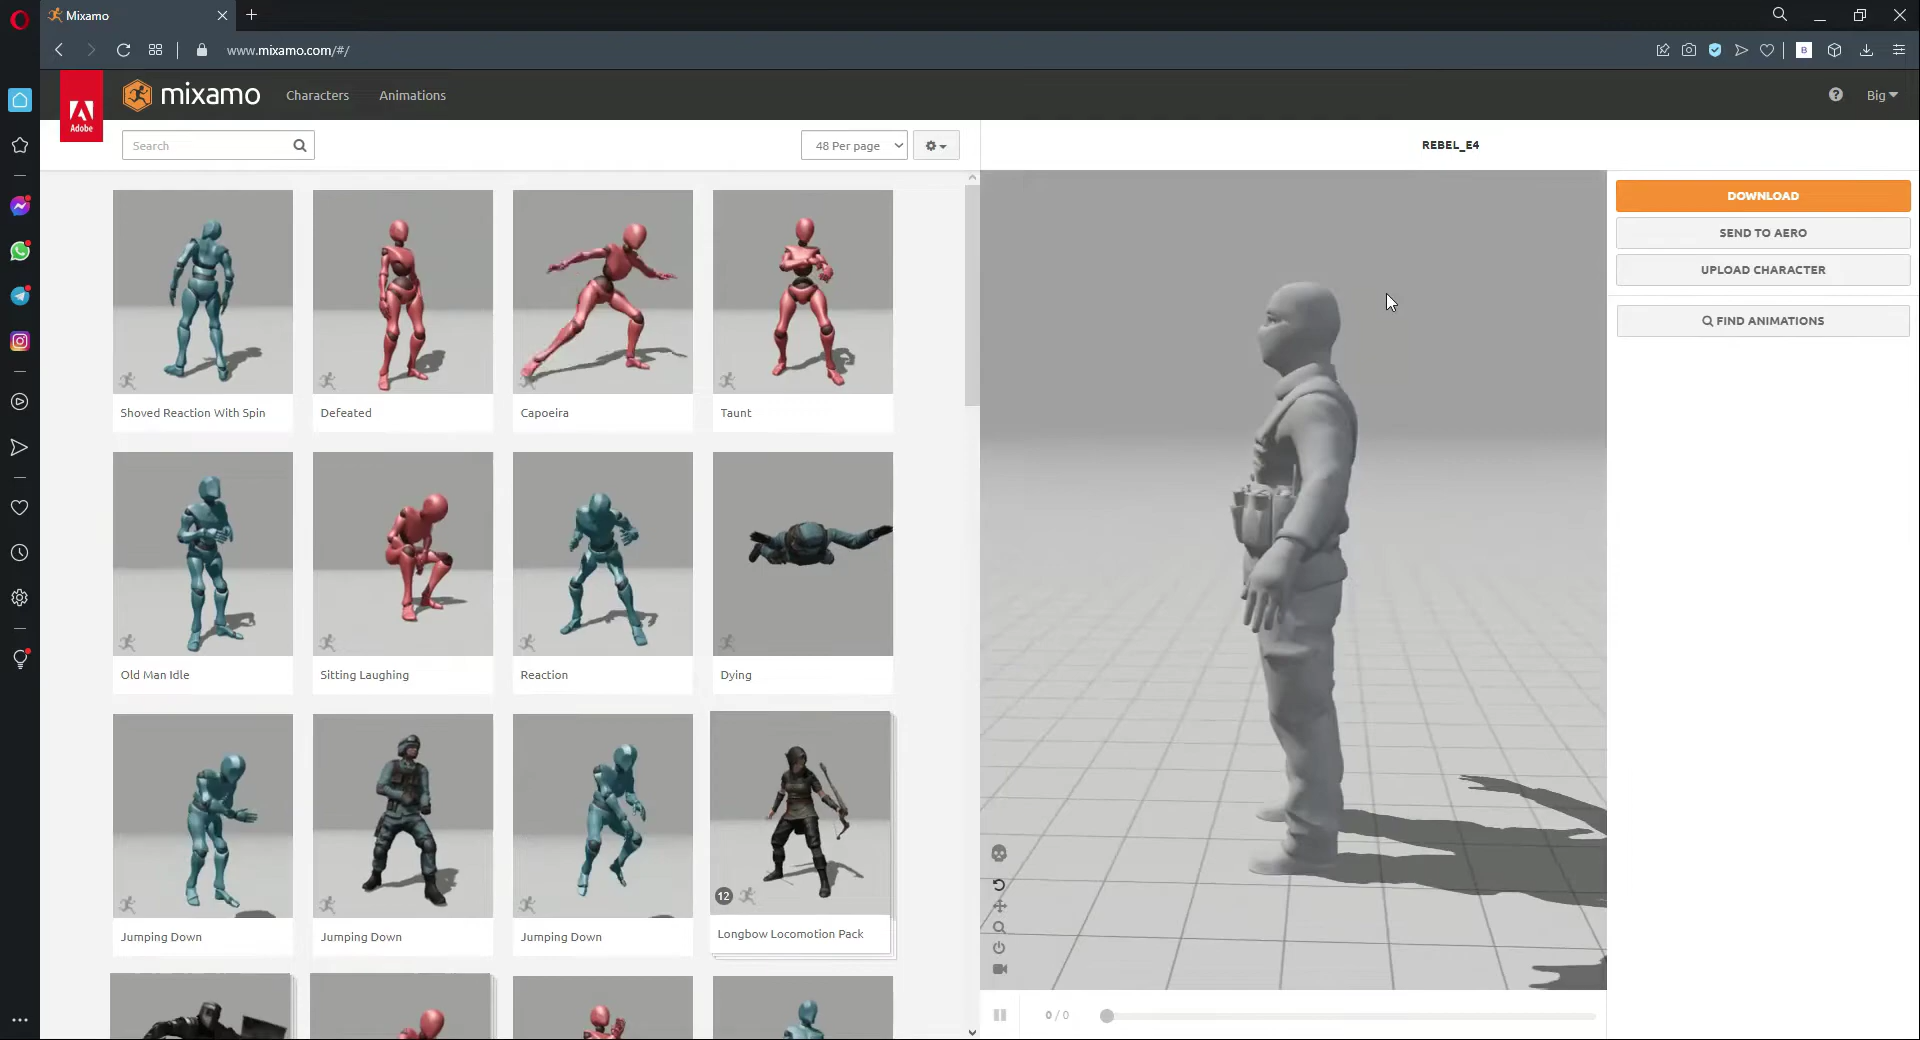 Mixamo
www.mixamo.com/#/
B
Adobe
mixamo
Characters
Animations
Big
Search
48 Per page
REBEL_E4
DOWNLOAD
SEND TO AERO
UPLOAD CHARACTER
FIND ANIMATIONS
Shoved Reaction With Spin
Defeated
Capoeira
Taunt
Old Man Idle
Sitting Laughing
Reaction
Dying
12
Jumping Down
Jumping Down
Jumping Down
Longbow Locomotion Pack
0 / 0